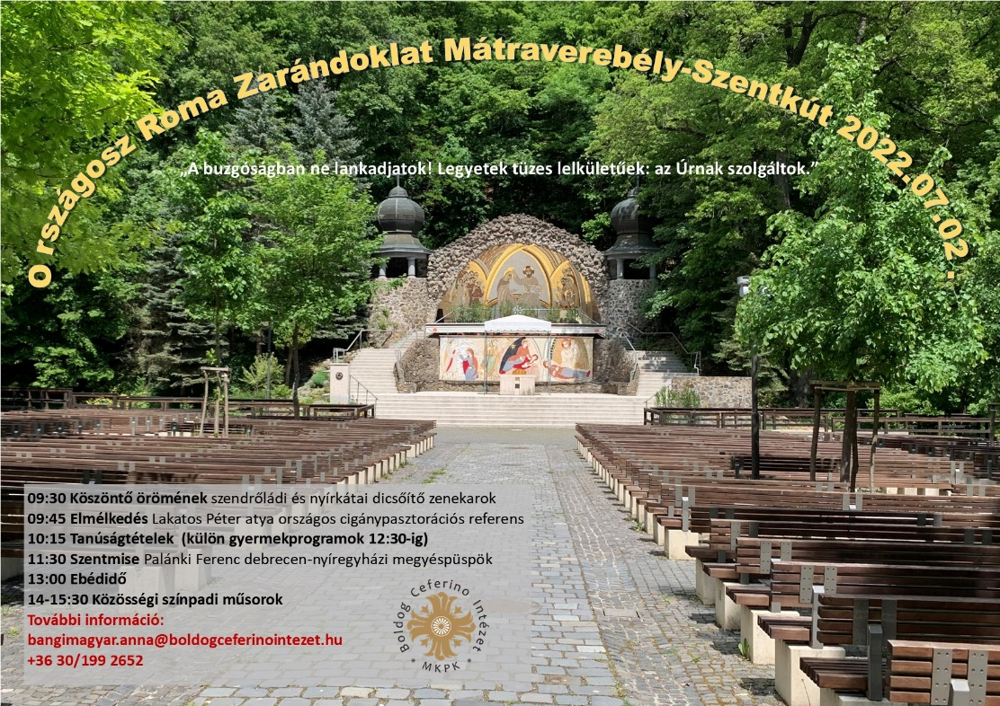 O rszágosz Roma Zarándoklat Mátraverebély-Szentkút 2022.07.02 .
„A buzgóságban ne lankadjatok! Legyetek tüzes lelkületűek: az Úrnak szolgáltok.”
09:30 Köszöntő örömének szendrőládi és nyírkátai dicsőítő zenekarok
09:45 Elmélkedés Lakatos Péter atya országos cigánypasztorációs referens
10:15 Tanúságtételek (külön gyermekprogramok 12:30-ig)
11:30 Szentmise Palánki Ferenc debrecen-nyíregyházi megyéspüspök
13:00 Ebédidő
14-15:30 Közösségi színpadi műsorok
További információ:
bangimagyar.anna@boldogceferinointezet.hu
+36 30/199 2652
Boldog Ceferino Intézet
* MKPK *